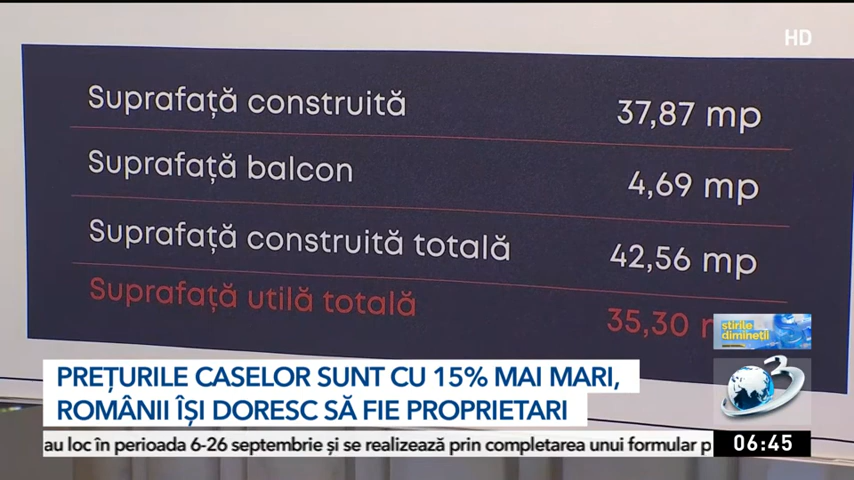 HD
Suprafață construită 37,87 mp
Suprafață balcon 4,69 mp
Suprafață construită totală 42,56 mp
Suprafață utilă totală 35,30
știrile
dimineții
3
PREȚURILE CASELOR SUNT CU 15% MAI MARI,
ROMÂNII ÎȘI DORESC SĂ FIE PROPRIETARI
au loc în perioada 6-26 septembrie și se realizează prin completarea unui formular p
06:45